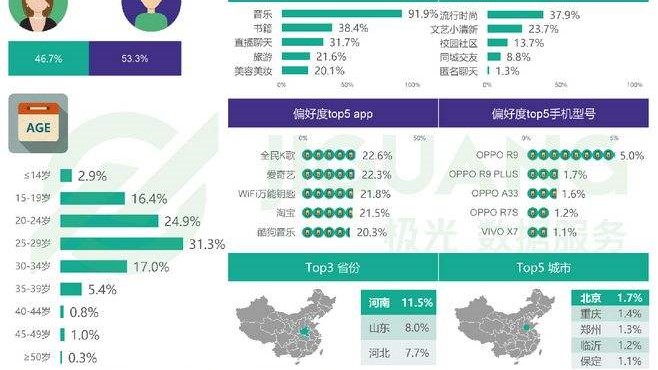 46.7% 53.3%
音乐 91.9%
书籍 38.4%
直播聊天 31.7%
旅游 21.6%
美容美妆 20.1%
0% 50% 100%
流行时尚 37.9%
文艺小清新 23.7%
校园社区 13.7%
同城交友 8.8%
匿名聊天 1.3%
0% 50% 100%
AGE
≤14岁 2.9%
15-19岁 16.4%
20-24岁 24.9%
25-29岁 31.3%
30-34岁 17.0%
35-39岁 5.4%
40-44岁 0.8%
45-49岁 1.0%
≥50岁 0.3%
偏好度top5 app
0% 50%
全民K歌 22.6%
爱奇艺 22.3%
WiFi万能钥匙 21.8%
淘宝 21.5%
酷狗音乐 20.3%
偏好度top5手机型号
0% 6%
OPPO R9 5.0%
OPPO R9 PLUS 1.7%
OPPO A33 1.6%
OPPO R7S 1.2%
VIVO X7 1.1%
JIGUANG
极光 数据服务
Top3 省份
河南 11.5%
山东 8.0%
河北 7.7%
Top5 城市
北京 1.7%
重庆 1.4%
郑州 1.3%
临沂 1.2%
保定 1.1%